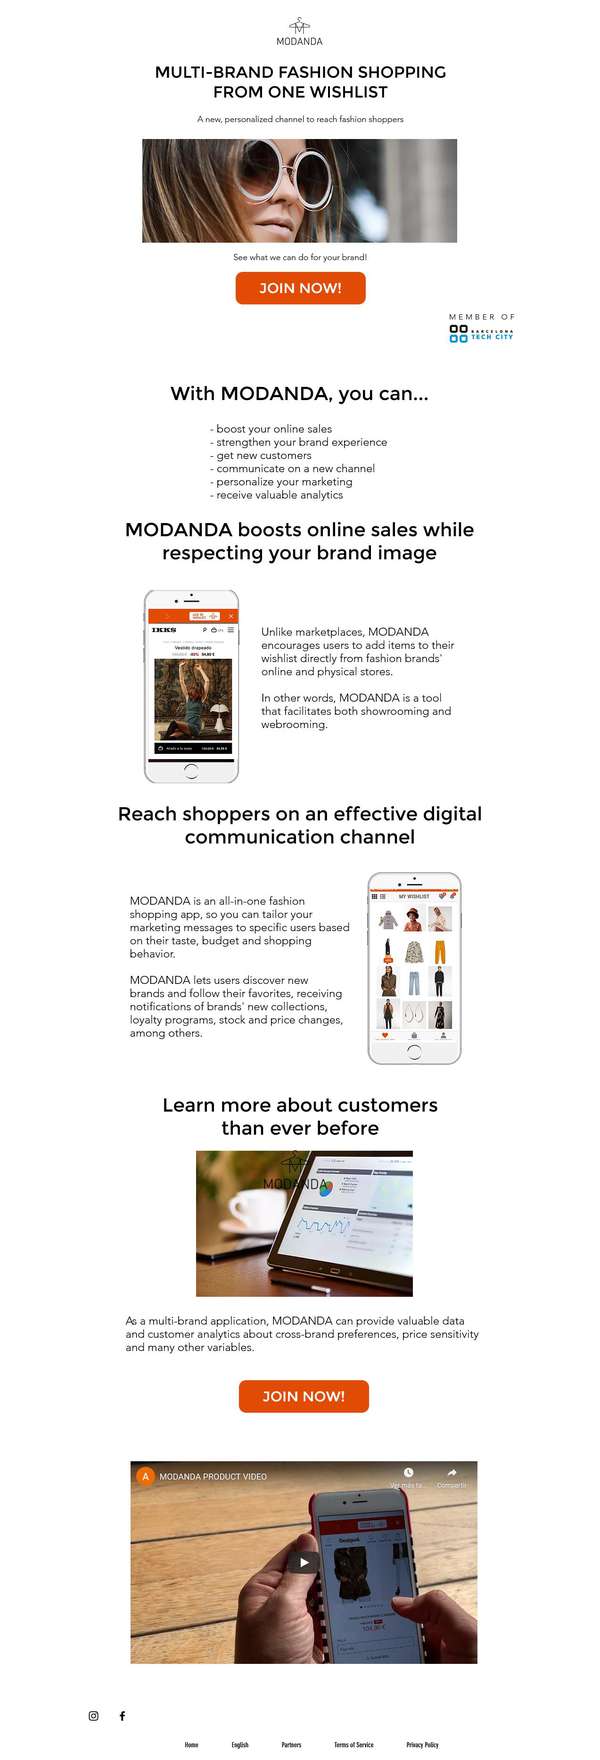 MODANDA
MULTI-BRAND FASHION SHOPPING
FROM ONE WISHLIST
A new, personalized channel to reach fashion shoppers
See what we can do for your brand!
JOIN NOW!
MEMBER OF
BARCELONA
TECH CITY
With MODANDA, you can...
- boost your online sales
- strengthen your brand experience
- get new customers
- communicate on a new channel
- personalize your marketing
- receive valuable analytics
MODANDA boosts online sales while
respecting your brand image
IKKS
Vestido drapeado
Unlike marketplaces, MODANDA
encourages users to add items to their
wishlist directly from fashion brands'
online and physical stores.
In other words, MODANDA is a tool
that facilitates both showrooming and
webrooming.
Reach shoppers on an effective digital
communication channel
MODANDA is an all-in-one fashion
shopping app, so you can tailor your
marketing messages to specific users based
on their taste, budget and shopping
behavior.
MODANDA lets users discover new
brands and follow their favorites, receiving
notifications of brands' new collections,
loyalty programs, stock and price changes,
among others.
MY WISHLIST
Learn more about customers
than ever before
MODANDA
As a multi-brand application, MODANDA can provide valuable data
and customer analytics about cross-brand preferences, price sensitivity
and many other variables.
JOIN NOW!
A MODANDA PRODUCT VIDEO
Ver más ta...
Compartir
Desigual
104,95 €
Home English Partners Terms of Service Privacy Policy